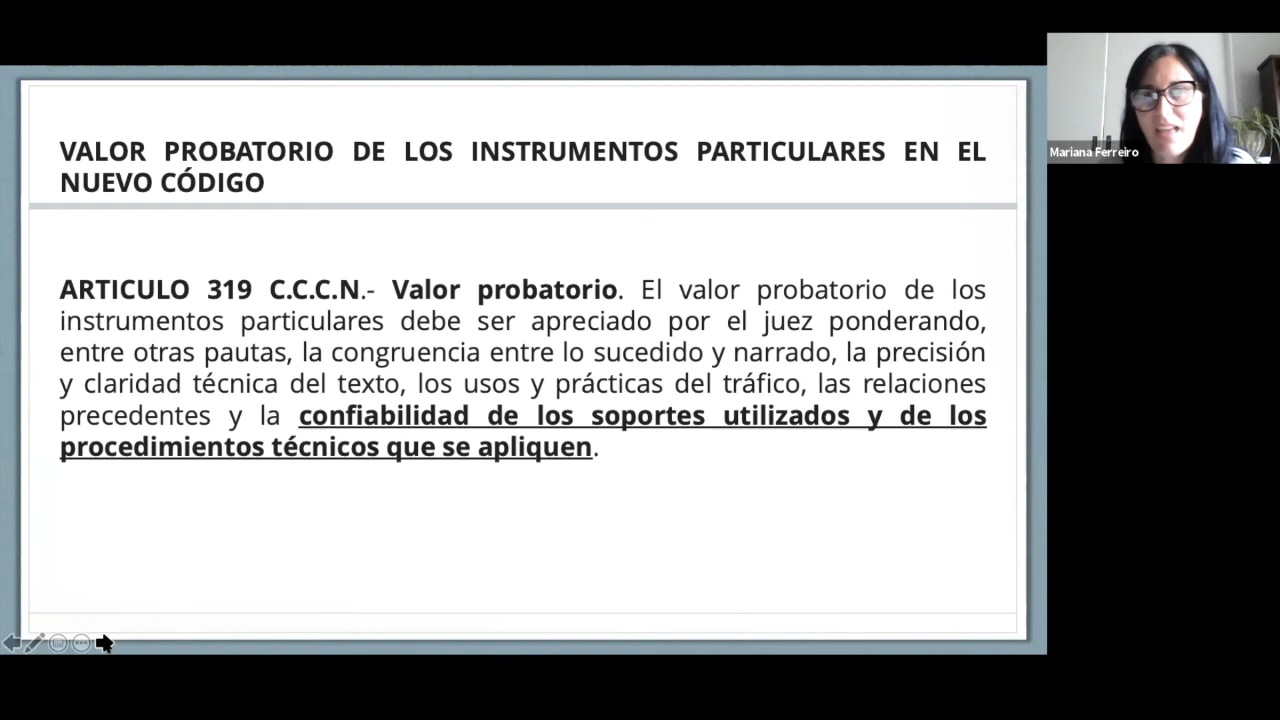 VALOR PROBATORIO DE LOS INSTRUMENTOS PARTICULARES EN EL
NUEVO CÓDIGO
ARTICULO 319 C.C.C.N.- Valor probatorio. El valor probatorio de los
instrumentos particulares debe ser apreciado por el juez ponderando,
entre otras pautas, la congruencia entre lo sucedido y narrado, la precisión
y claridad técnica del texto, los usos y prácticas del tráfico, las relaciones
precedentes y la confiabilidad de los soportes utilizados y de los
procedimientos técnicos que se apliquen.
Mariana Ferreiro